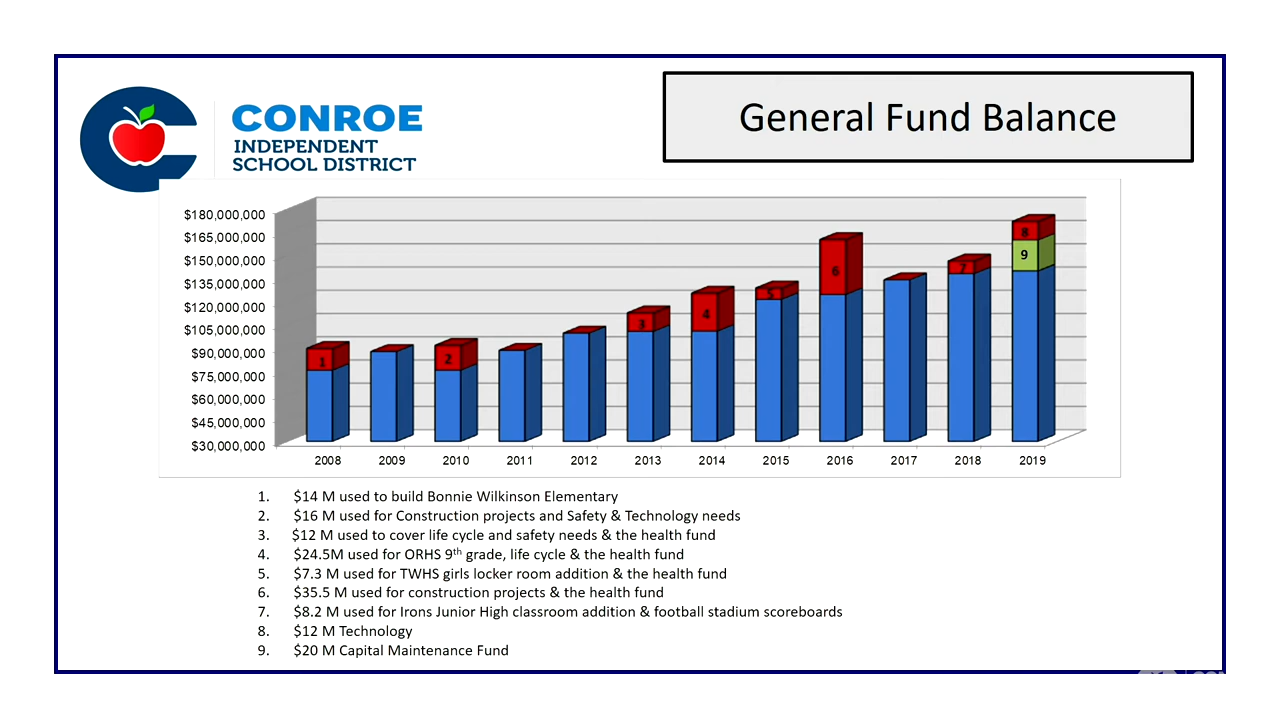 CONROE
INDEPENDENT
SCHOOL DISTRICT
General Fund Balance
$180,000,000
$165,000,000
$150,000,000
$135,000,000
$120,000,000
$105,000,000
$90,000,000
$75,000,000
$60,000,000
$45,000,000
$30,000,000
1
2
3
4
5
6
7
8
9
2008 2009 2010 2011 2012 2013 2014 2015 2016 2017 2018 2019
1. $14 M used to build Bonnie Wilkinson Elementary
2. $16 M used for Construction projects and Safety & Technology needs
3. $12 M used to cover life cycle and safety needs & the health fund
4. $24.5M used for ORHS 9th grade, life cycle & the health fund
5. $7.3 M used for TWHS girls locker room addition & the health fund
6. $35.5 M used for construction projects & the health fund
7. $8.2 M used for Irons Junior High classroom addition & football stadium scoreboards
8. $12 M Technology
9. $20 M Capital Maintenance Fund